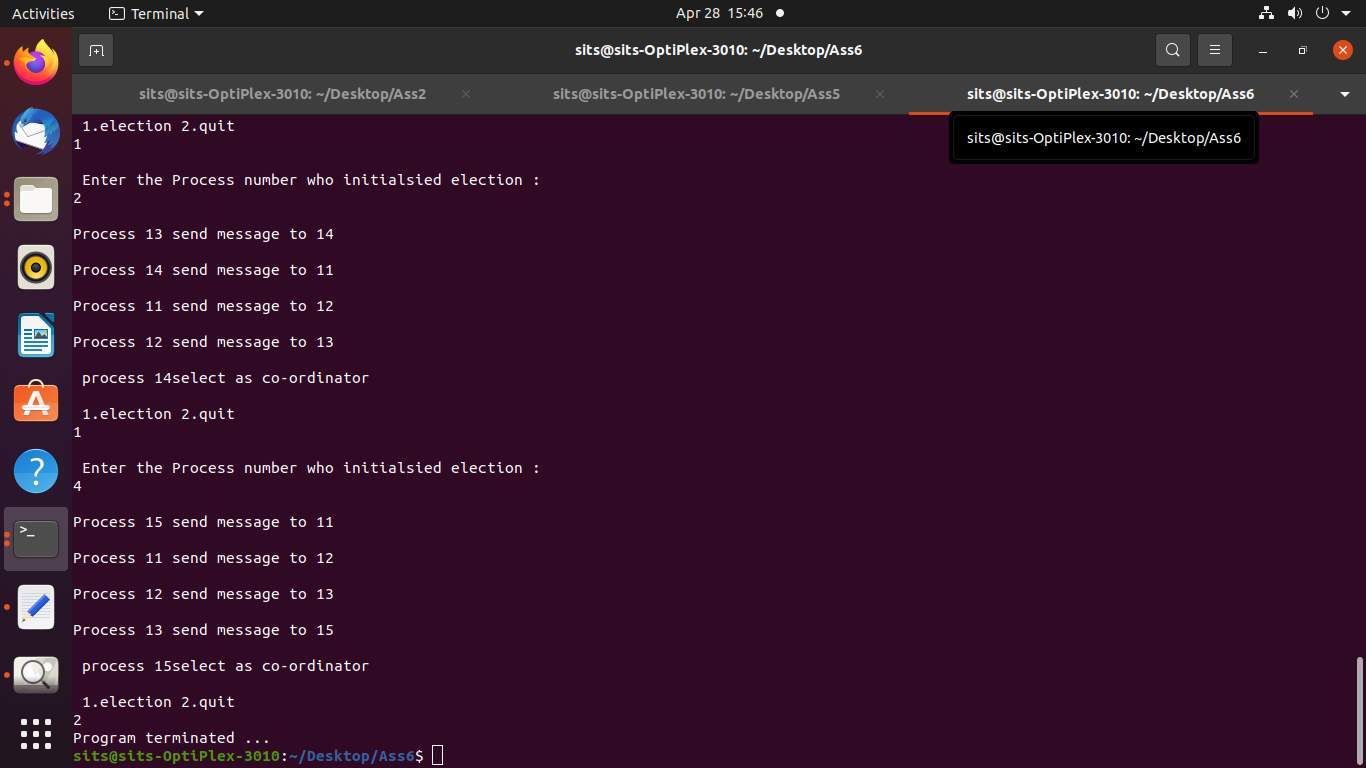 Activities Terminal Apr 28 15:46
sits@sits-OptiPlex-3010: ~/Desktop/Ass6
sits@sits-OptiPlex-3010: ~/Desktop/Ass2 sits@sits-OptiPlex-3010: ~/Desktop/Ass5 sits@sits-OptiPlex-3010: ~/Desktop/Ass6
sits@sits-OptiPlex-3010: ~/Desktop/Ass6
1.election 2.quit
1
Enter the Process number who initialsied election :
2
Process 13 send message to 14
Process 14 send message to 11
Process 11 send message to 12
Process 12 send message to 13
process 14select as co-ordinator
1.election 2.quit
1
Enter the Process number who initialsied election :
4
Process 15 send message to 11
Process 11 send message to 12
Process 12 send message to 13
Process 13 send message to 15
process 15select as co-ordinator
1.election 2.quit
2
Program terminated ...
sits@sits-OptiPlex-3010:~/Desktop/Ass6$